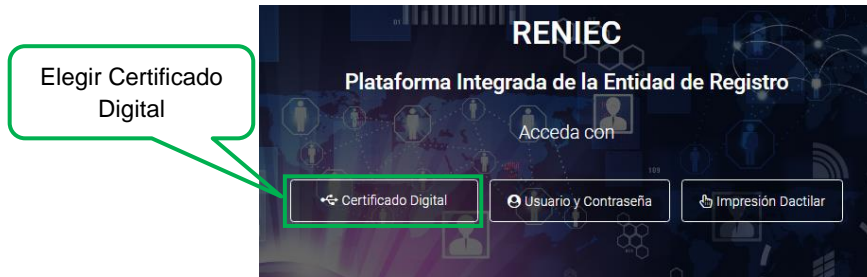 RENIEC
Plataforma Integrada de la Entidad de Registro
Elegir Certificado
Digital
Acceda con
Certificado Digital
Usuario y Contraseña
Impresión Dactilar